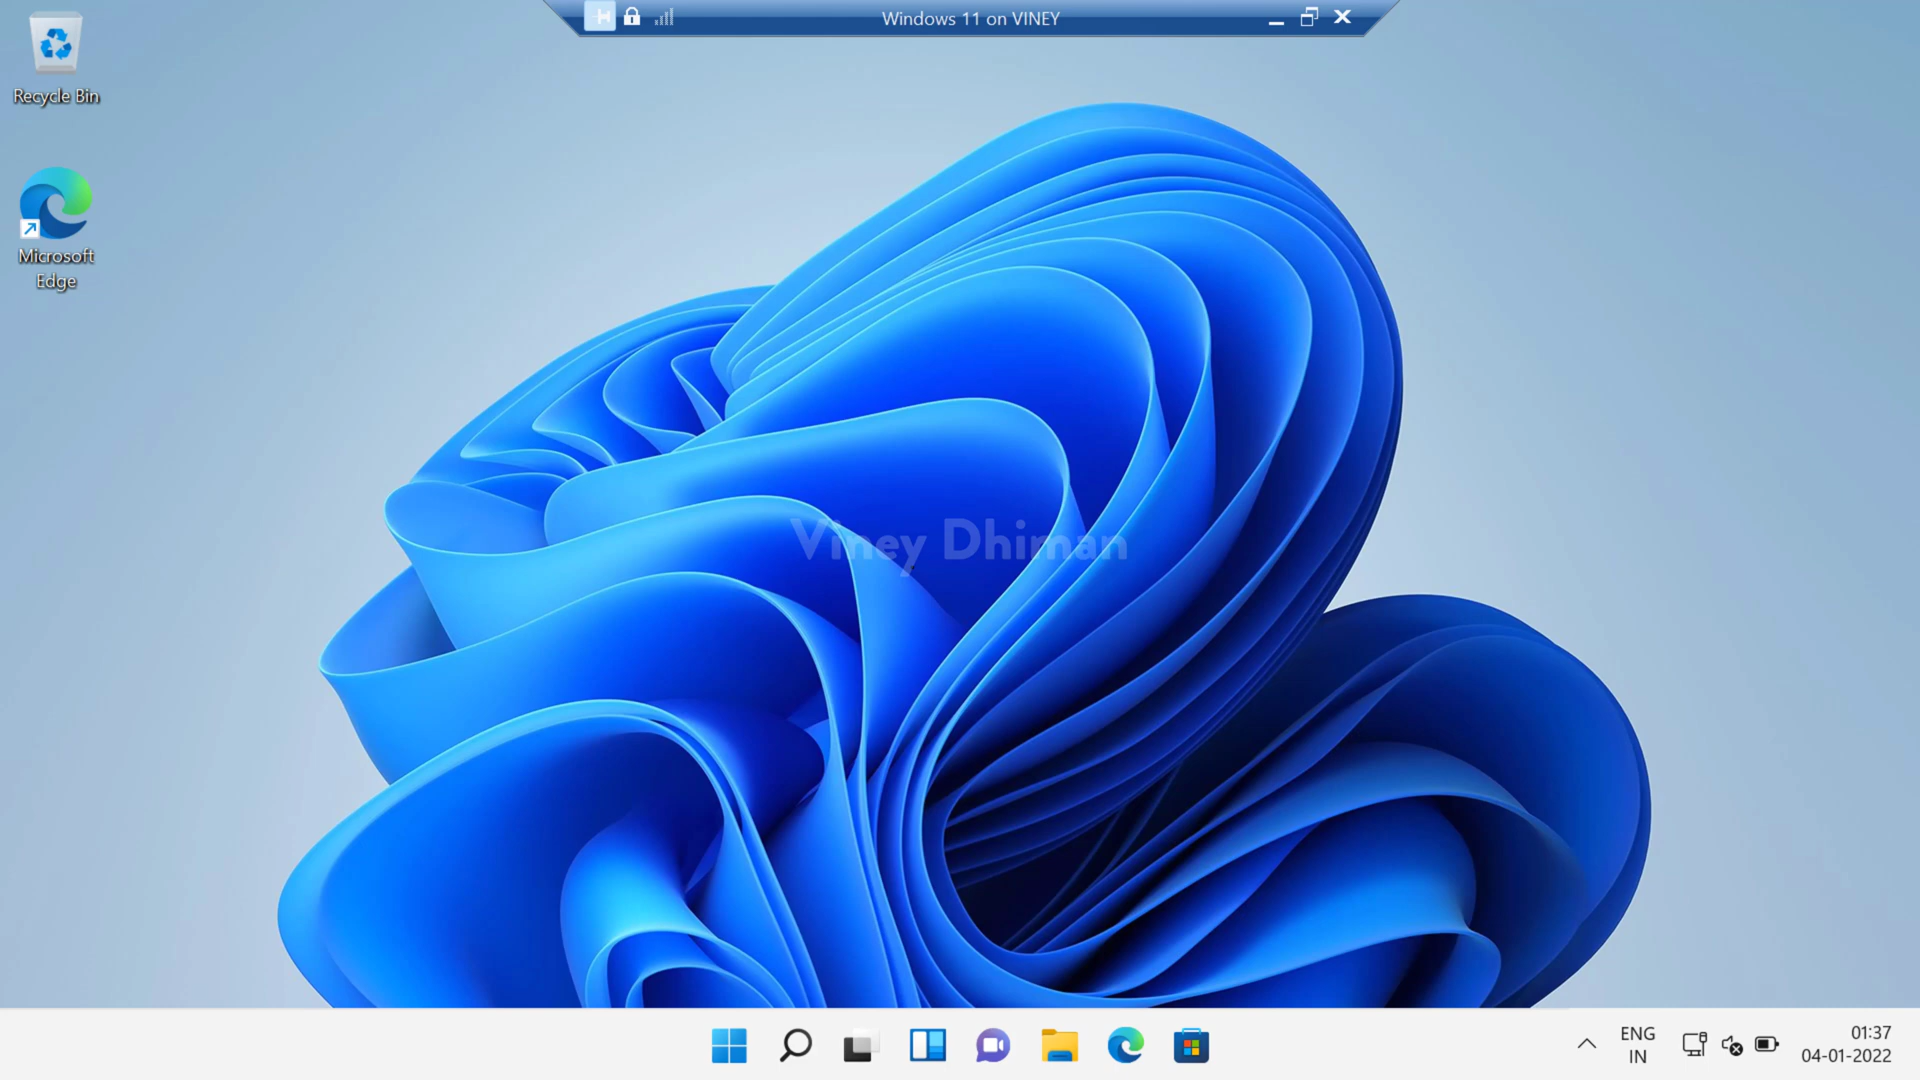 Windows 11 on VINEY
Recycle Bin
Microsoft
Edge
Viney Dhiman
ENG
IN
01:37
04-01-2022